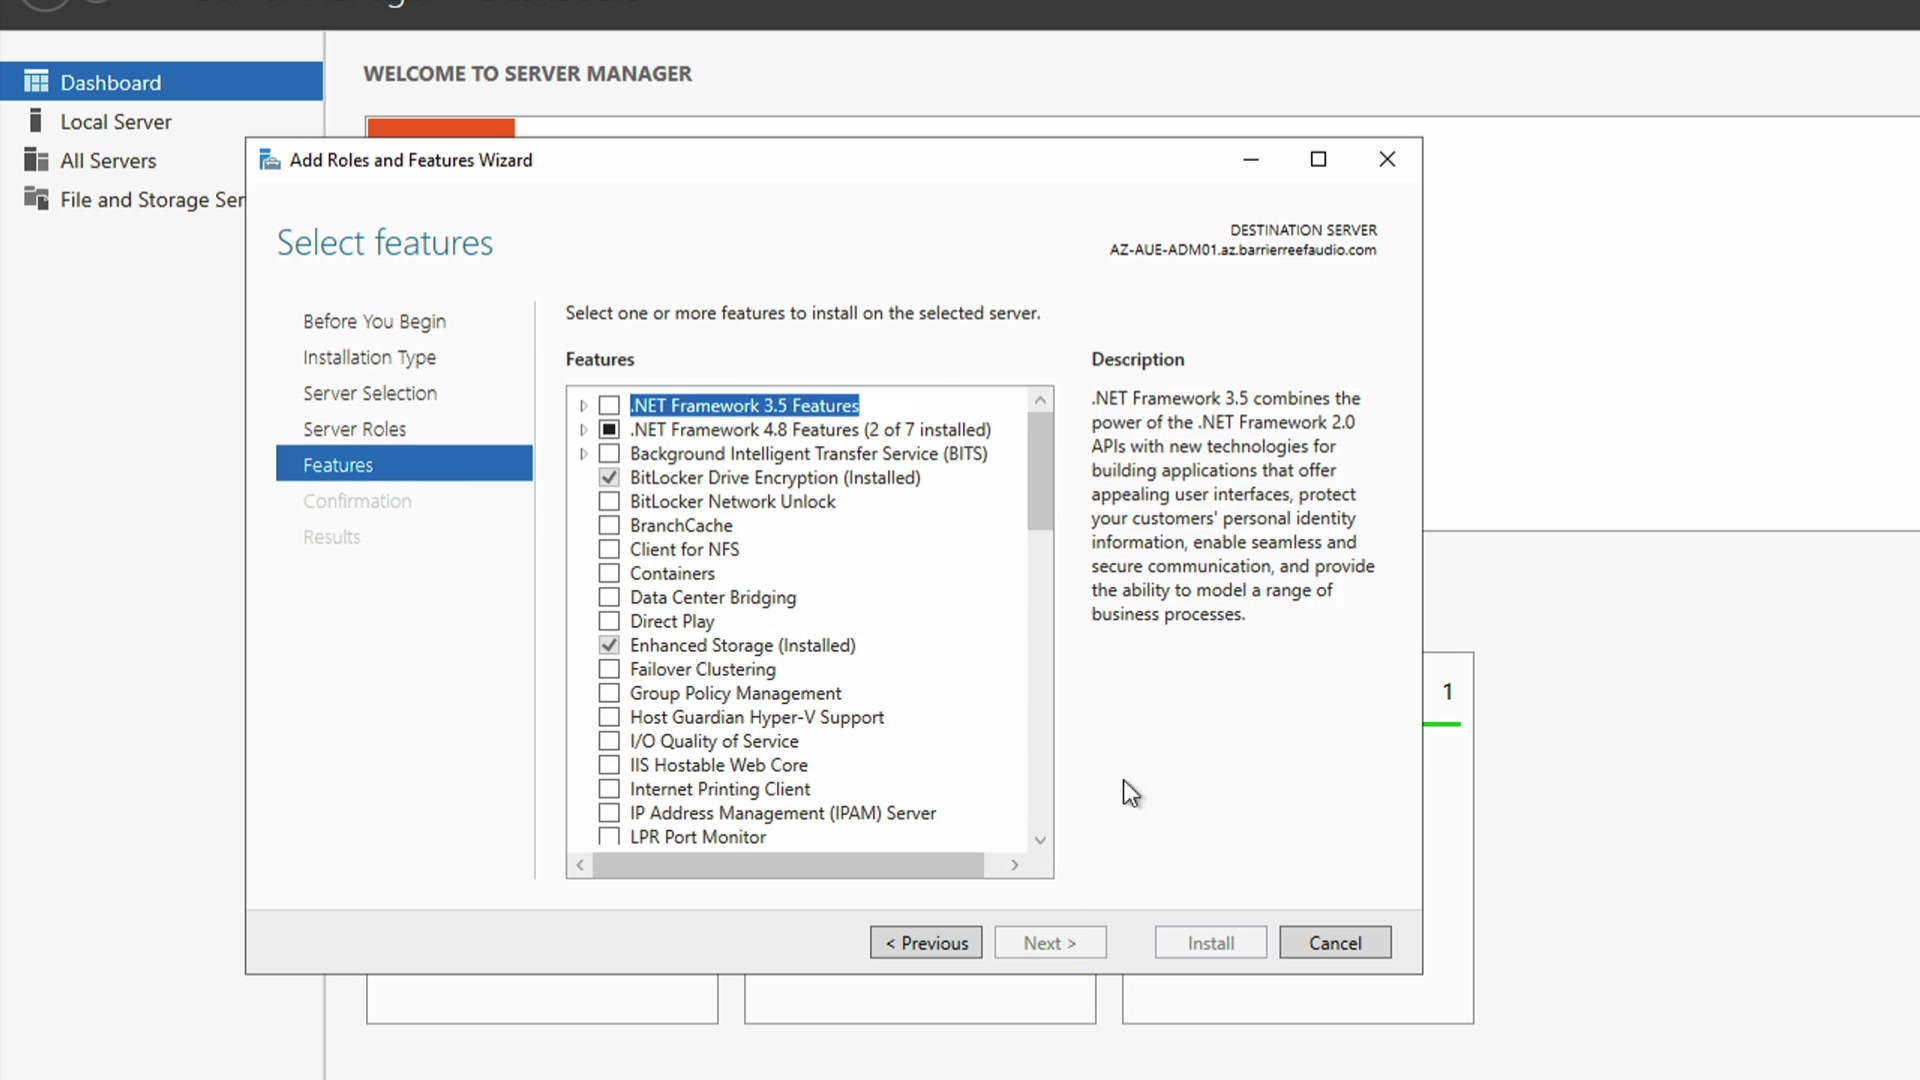 Dashboard
Local Server
All Servers
File and Storage Ser
WELCOME TO SERVER MANAGER
Add Roles and Features Wizard
Select features
DESTINATION SERVER
AZ-AUE-ADM01.az.barrierreefaudio.com
Before You Begin
Installation Type
Server Selection
Server Roles
Features
Confirmation
Results
Select one or more features to install on the selected server.
Features
.NET Framework 3.5 Features
.NET Framework 4.8 Features (2 of 7 installed)
Background Intelligent Transfer Service (BITS)
BitLocker Drive Encryption (Installed)
BitLocker Network Unlock
BranchCache
Client for NFS
Containers
Data Center Bridging
Direct Play
Enhanced Storage (Installed)
Failover Clustering
Group Policy Management
Host Guardian Hyper-V Support
I/O Quality of Service
IIS Hostable Web Core
Internet Printing Client
IP Address Management (IPAM) Server
LPR Port Monitor
Description
.NET Framework 3.5 combines the
power of the .NET Framework 2.0
APIs with new technologies for
building applications that offer
appealing user interfaces, protect
your customers' personal identity
information, enable seamless and
secure communication, and provide
the ability to model a range of
business processes.
1
< Previous
Next >
Install
Cancel